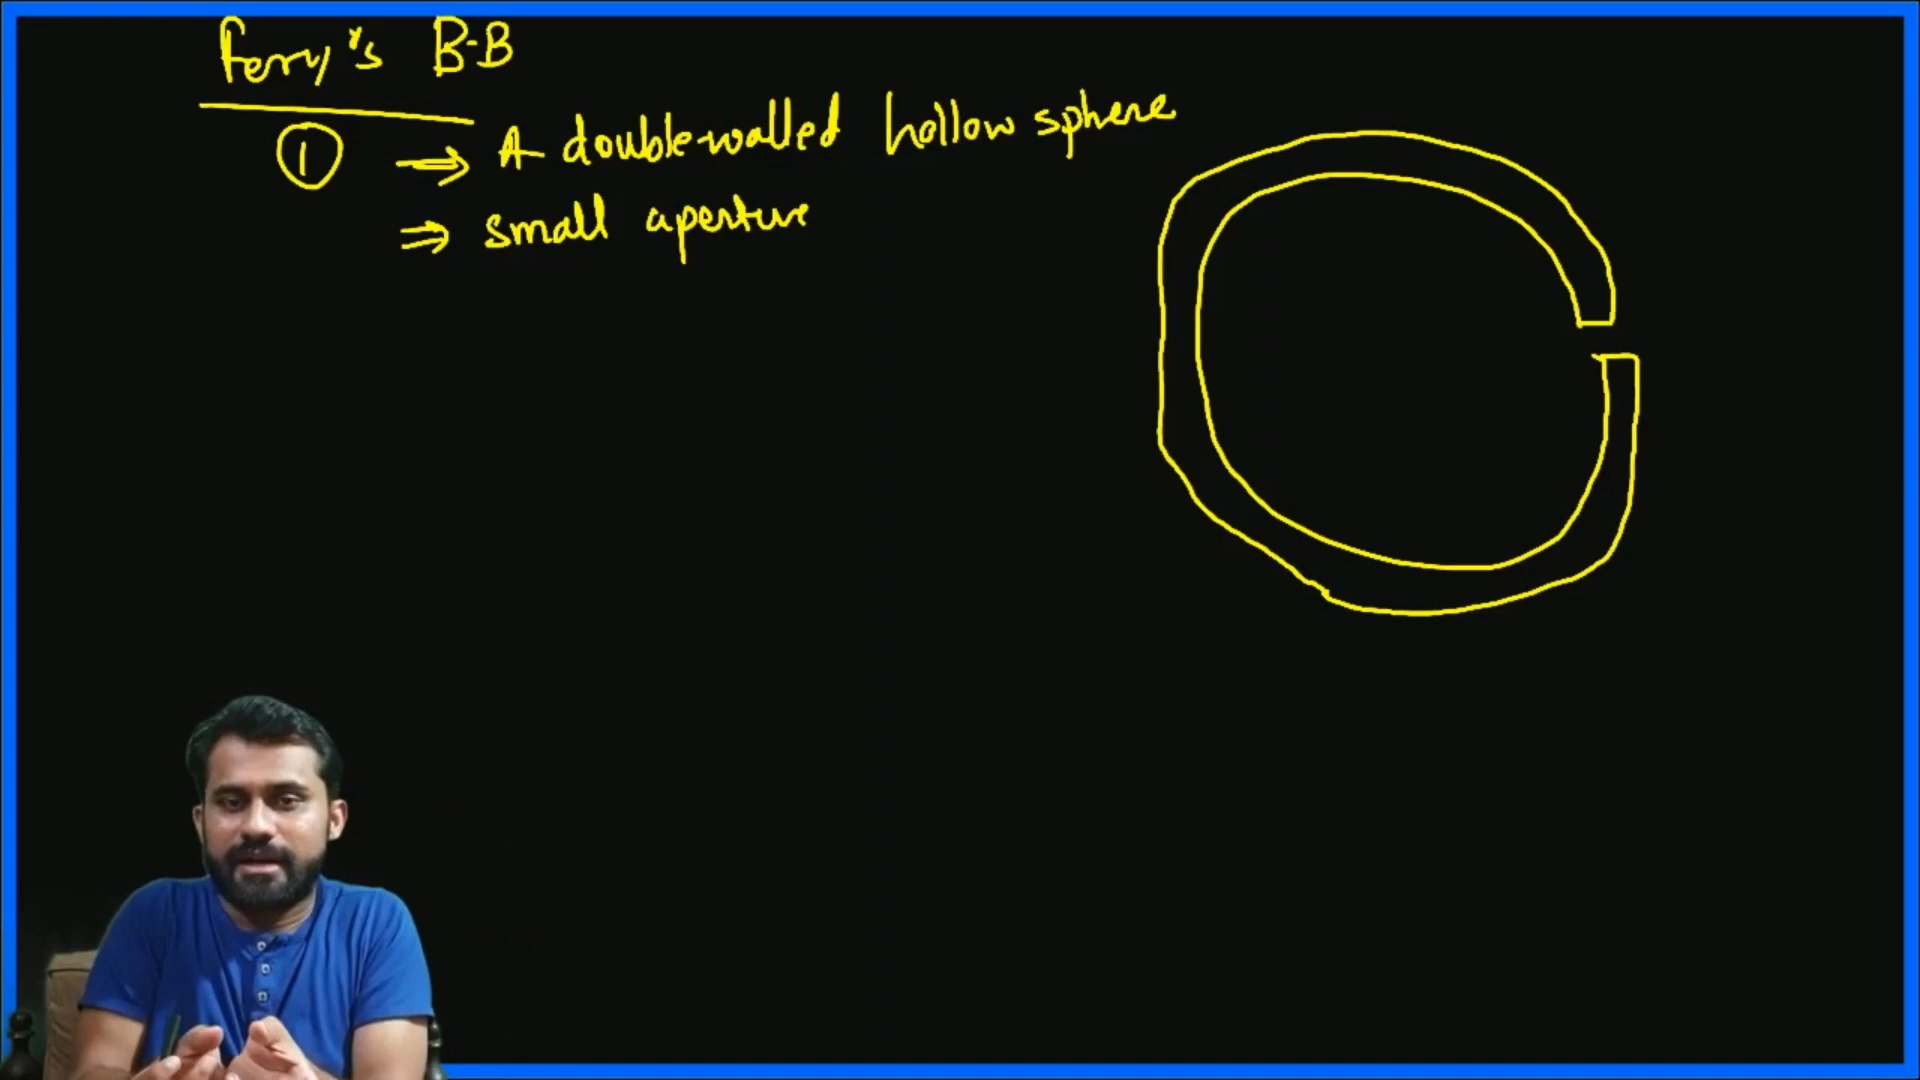 Ferry's B-B
① ⇒ A double-walled hollow sphere
⇒ small aperture